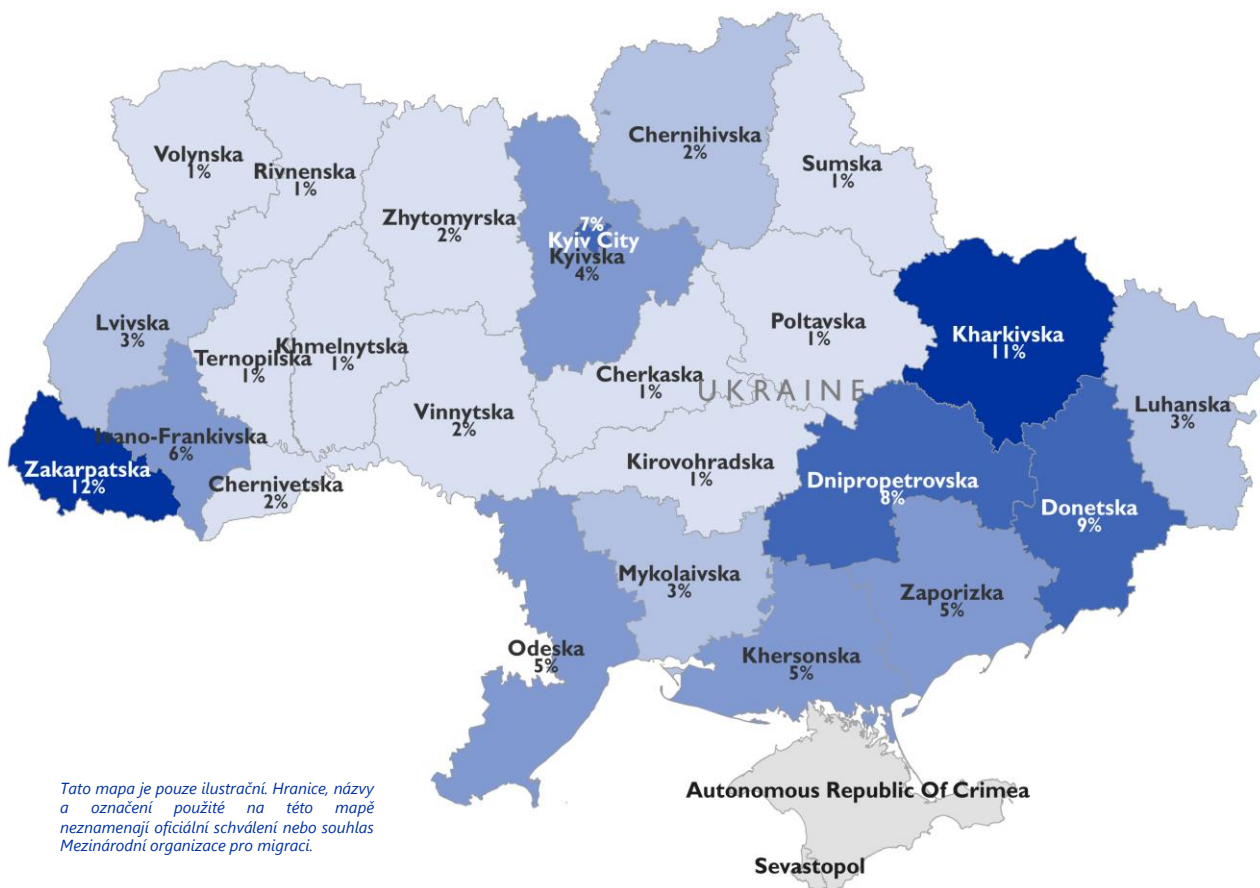 Chernihivska
2%
Volynska
1%
Rivnenska
1%
Sumska
1%
Zhytomyrska
2%
7%
Kyiv City
Kyivska
4%
Lvivska
3%
Ternopilska
1%
Khmelnytska
1%
Poltavska
1%
Kharkivska
11%
Cherkaska
1%
UKRAINE
Vinnytska
2%
Luhanska
3%
Ivano-Frankivska
6%
Zakarpatska
12%
Chernivetska
2%
Kirovohradska
1%
Dnipropetrovska
8%
Donetska
9%
Mykolaivska
3%
Zaporizka
5%
Odeska
5%
Khersonska
5%
Autonomous Republic Of Crimea
Sevastopol
Tato mapa je pouze ilustrační. Hranice, názvy
a označení použité na této mapě
neznamenají oficiální schválení nebo souhlas
Mezinárodní organizace pro migraci.